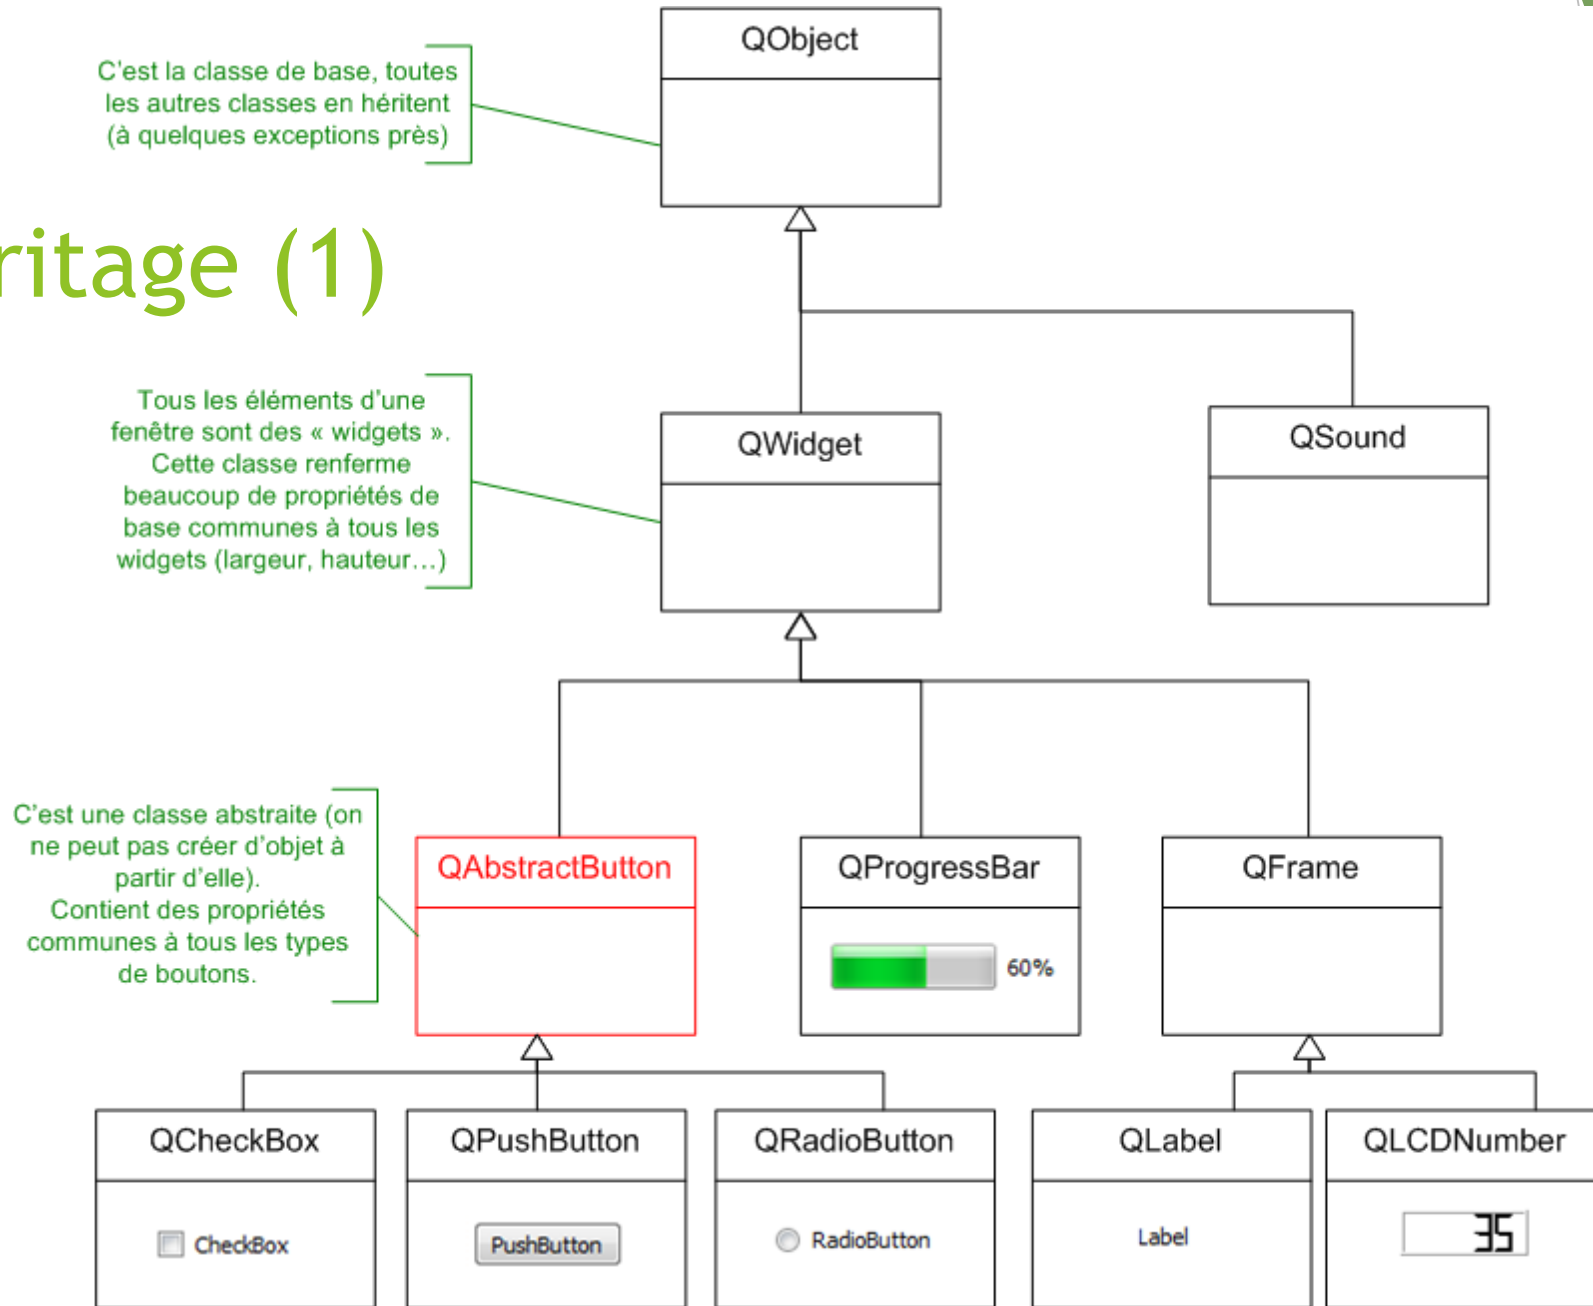 QObject
C'est la classe de base, toutes
les autres classes en héritent
(à quelques exceptions près)
ritage (1)
Tous les éléments d'une
fenêtre sont des « widgets ».
Cette classe renferme
beaucoup de propriétés de
base communes à tous les
widgets (largeur, hauteur…)
QWidget
QSound
C'est une classe abstraite (on
ne peut pas créer d'objet à
partir d'elle).
Contient des propriétés
communes à tous les types
de boutons.
QAbstractButton
QProgressBar
60%
QFrame
QCheckBox
CheckBox
QPushButton
PushButton
QRadioButton
RadioButton
QLabel
Label
QLCDNumber
35